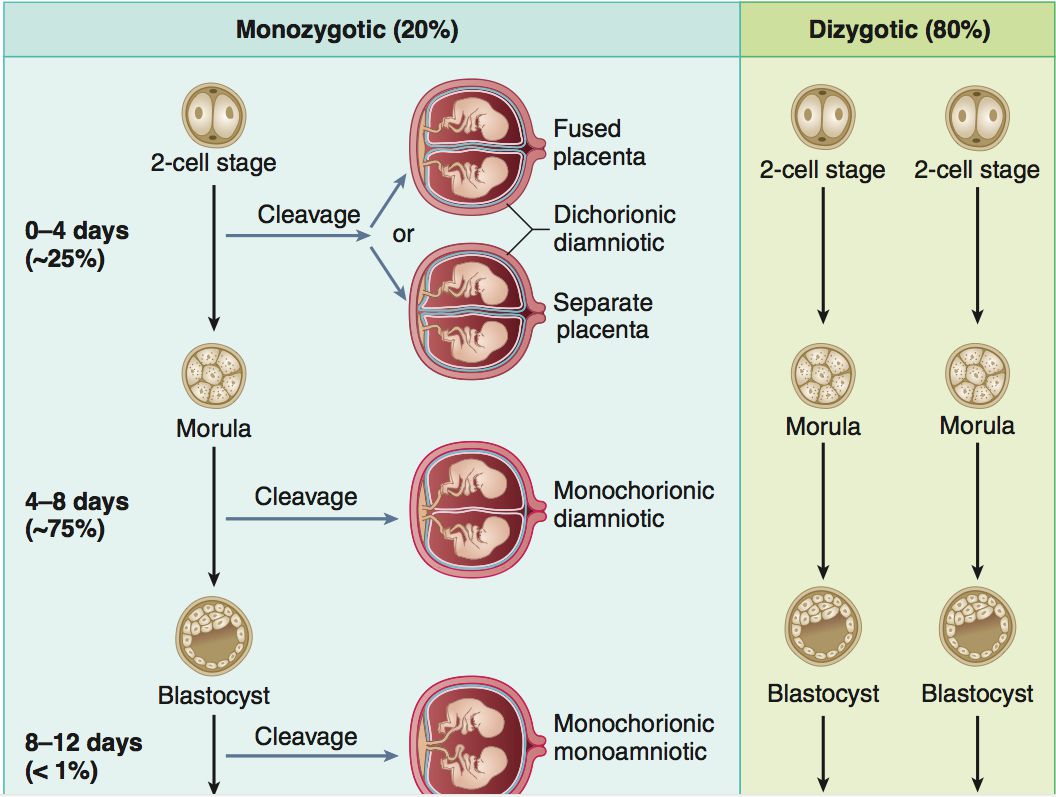 Monozygotic (20%)
Dizygotic (80%)
2-cell stage
0–4 days
(~25%)
Cleavage
or
Fused
placenta
Dichorionic
diamniotic
Separate
placenta
Morula
4–8 days
(~75%)
Cleavage
Monochorionic
diamniotic
Blastocyst
8–12 days
(< 1%)
Cleavage
Monochorionic
monoamniotic
2-cell stage
2-cell stage
Morula
Morula
Blastocyst
Blastocyst